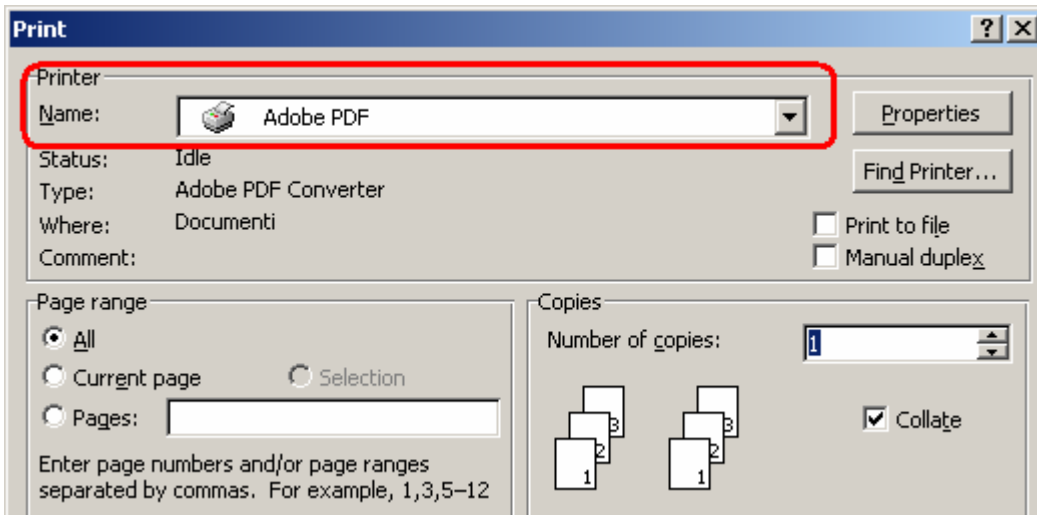 Print
Printer
Name: Adobe PDF Properties
Status: Idle
Type: Adobe PDF Converter Find Printer...
Where: Documenti Print to file
Comment: Manual duplex
Page range
All
Current page Selection
Pages:
Enter page numbers and/or page ranges
separated by commas. For example, 1,3,5–12
Copies
Number of copies: 1
3 3
2 2
1 1
Collate